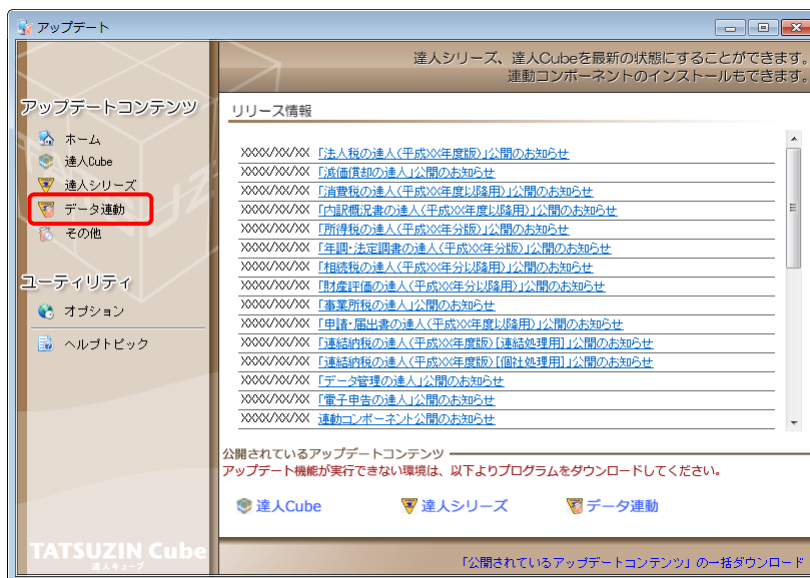 アップデート
達人シリーズ、達人Cubeを最新の状態にすることができます。
連動コンポーネントのインストールもできます。
アップデートコンテンツ
ホーム
達人Cube
達人シリーズ
データ連動
その他
ユーティリティ
オプション
ヘルプトピック
TATSUZIN Cube
達人キューブ
リリース情報
XXXX/XX/XX 「法人税の達人(平成XX年度版)」公開のお知らせ
XXXX/XX/XX 「減価償却の達人」公開のお知らせ
XXXX/XX/XX 「消費税の達人(平成XX年度以降用)」公開のお知らせ
XXXX/XX/XX 「内訳概況書の達人(平成XX年度以降用)」公開のお知らせ
XXXX/XX/XX 「所得税の達人(平成XX年分版)」公開のお知らせ
XXXX/XX/XX 「年調・法定調書の達人(平成XX年分版)」公開のお知らせ
XXXX/XX/XX 「相続税の達人(平成XX年分以降用)」公開のお知らせ
XXXX/XX/XX 「財産評価の達人(平成XX年分以降用)」公開のお知らせ
XXXX/XX/XX 「事業所税の達人」公開のお知らせ
XXXX/XX/XX 「申請・届出書の達人(平成XX年度以降用)」公開のお知らせ
XXXX/XX/XX 「連結納税の達人(平成XX年度版)[連結処理用]」公開のお知らせ
XXXX/XX/XX 「連結納税の達人(平成XX年度版)[個社処理用]」公開のお知らせ
XXXX/XX/XX 「データ管理の達人」公開のお知らせ
XXXX/XX/XX 「電子申告の達人」公開のお知らせ
XXXX/XX/XX 連動コンポーネント公開のお知らせ
公開されているアップデートコンテンツ
アップデート機能が実行できない環境は、以下よりプログラムをダウンロードしてください。
達人Cube
達人シリーズ
データ連動
「公開されているアップデートコンテンツ」の一括ダウンロード